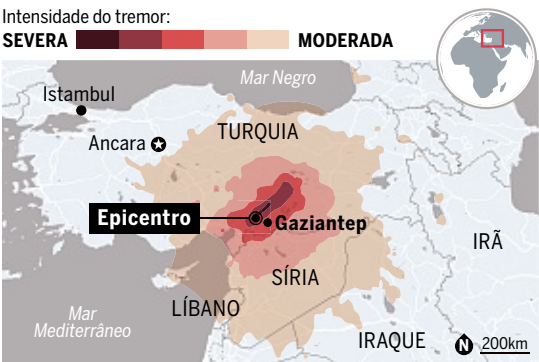 Intensidade do tremor:
SEVERA MODERADA
Mar Negro
Istambul
Ancara
TURQUIA
Epicentro
Gaziantep
IRÃ
SÍRIA
LÍBANO
Mar
Mediterrâneo
IRAQUE
N 200km